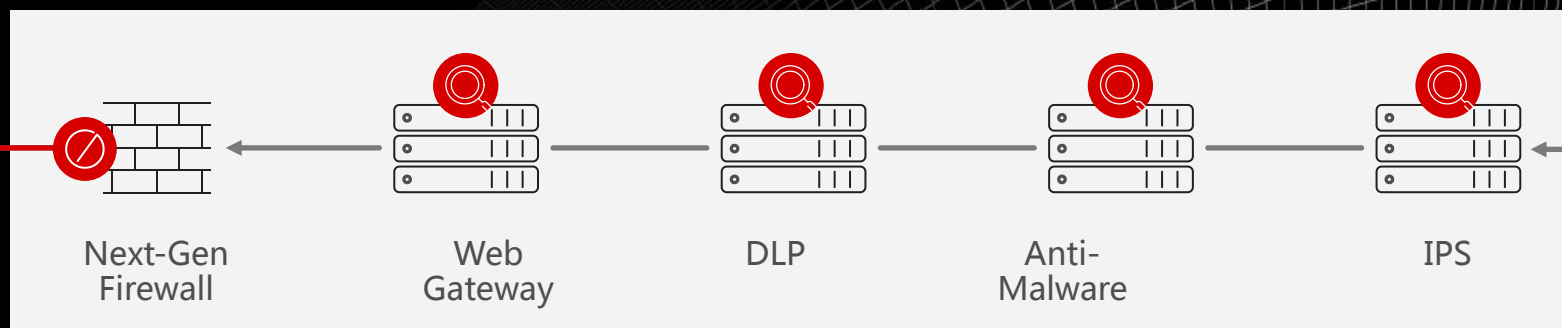 Next-Gen
Firewall
Web
Gateway
DLP
Anti-
Malware
IPS